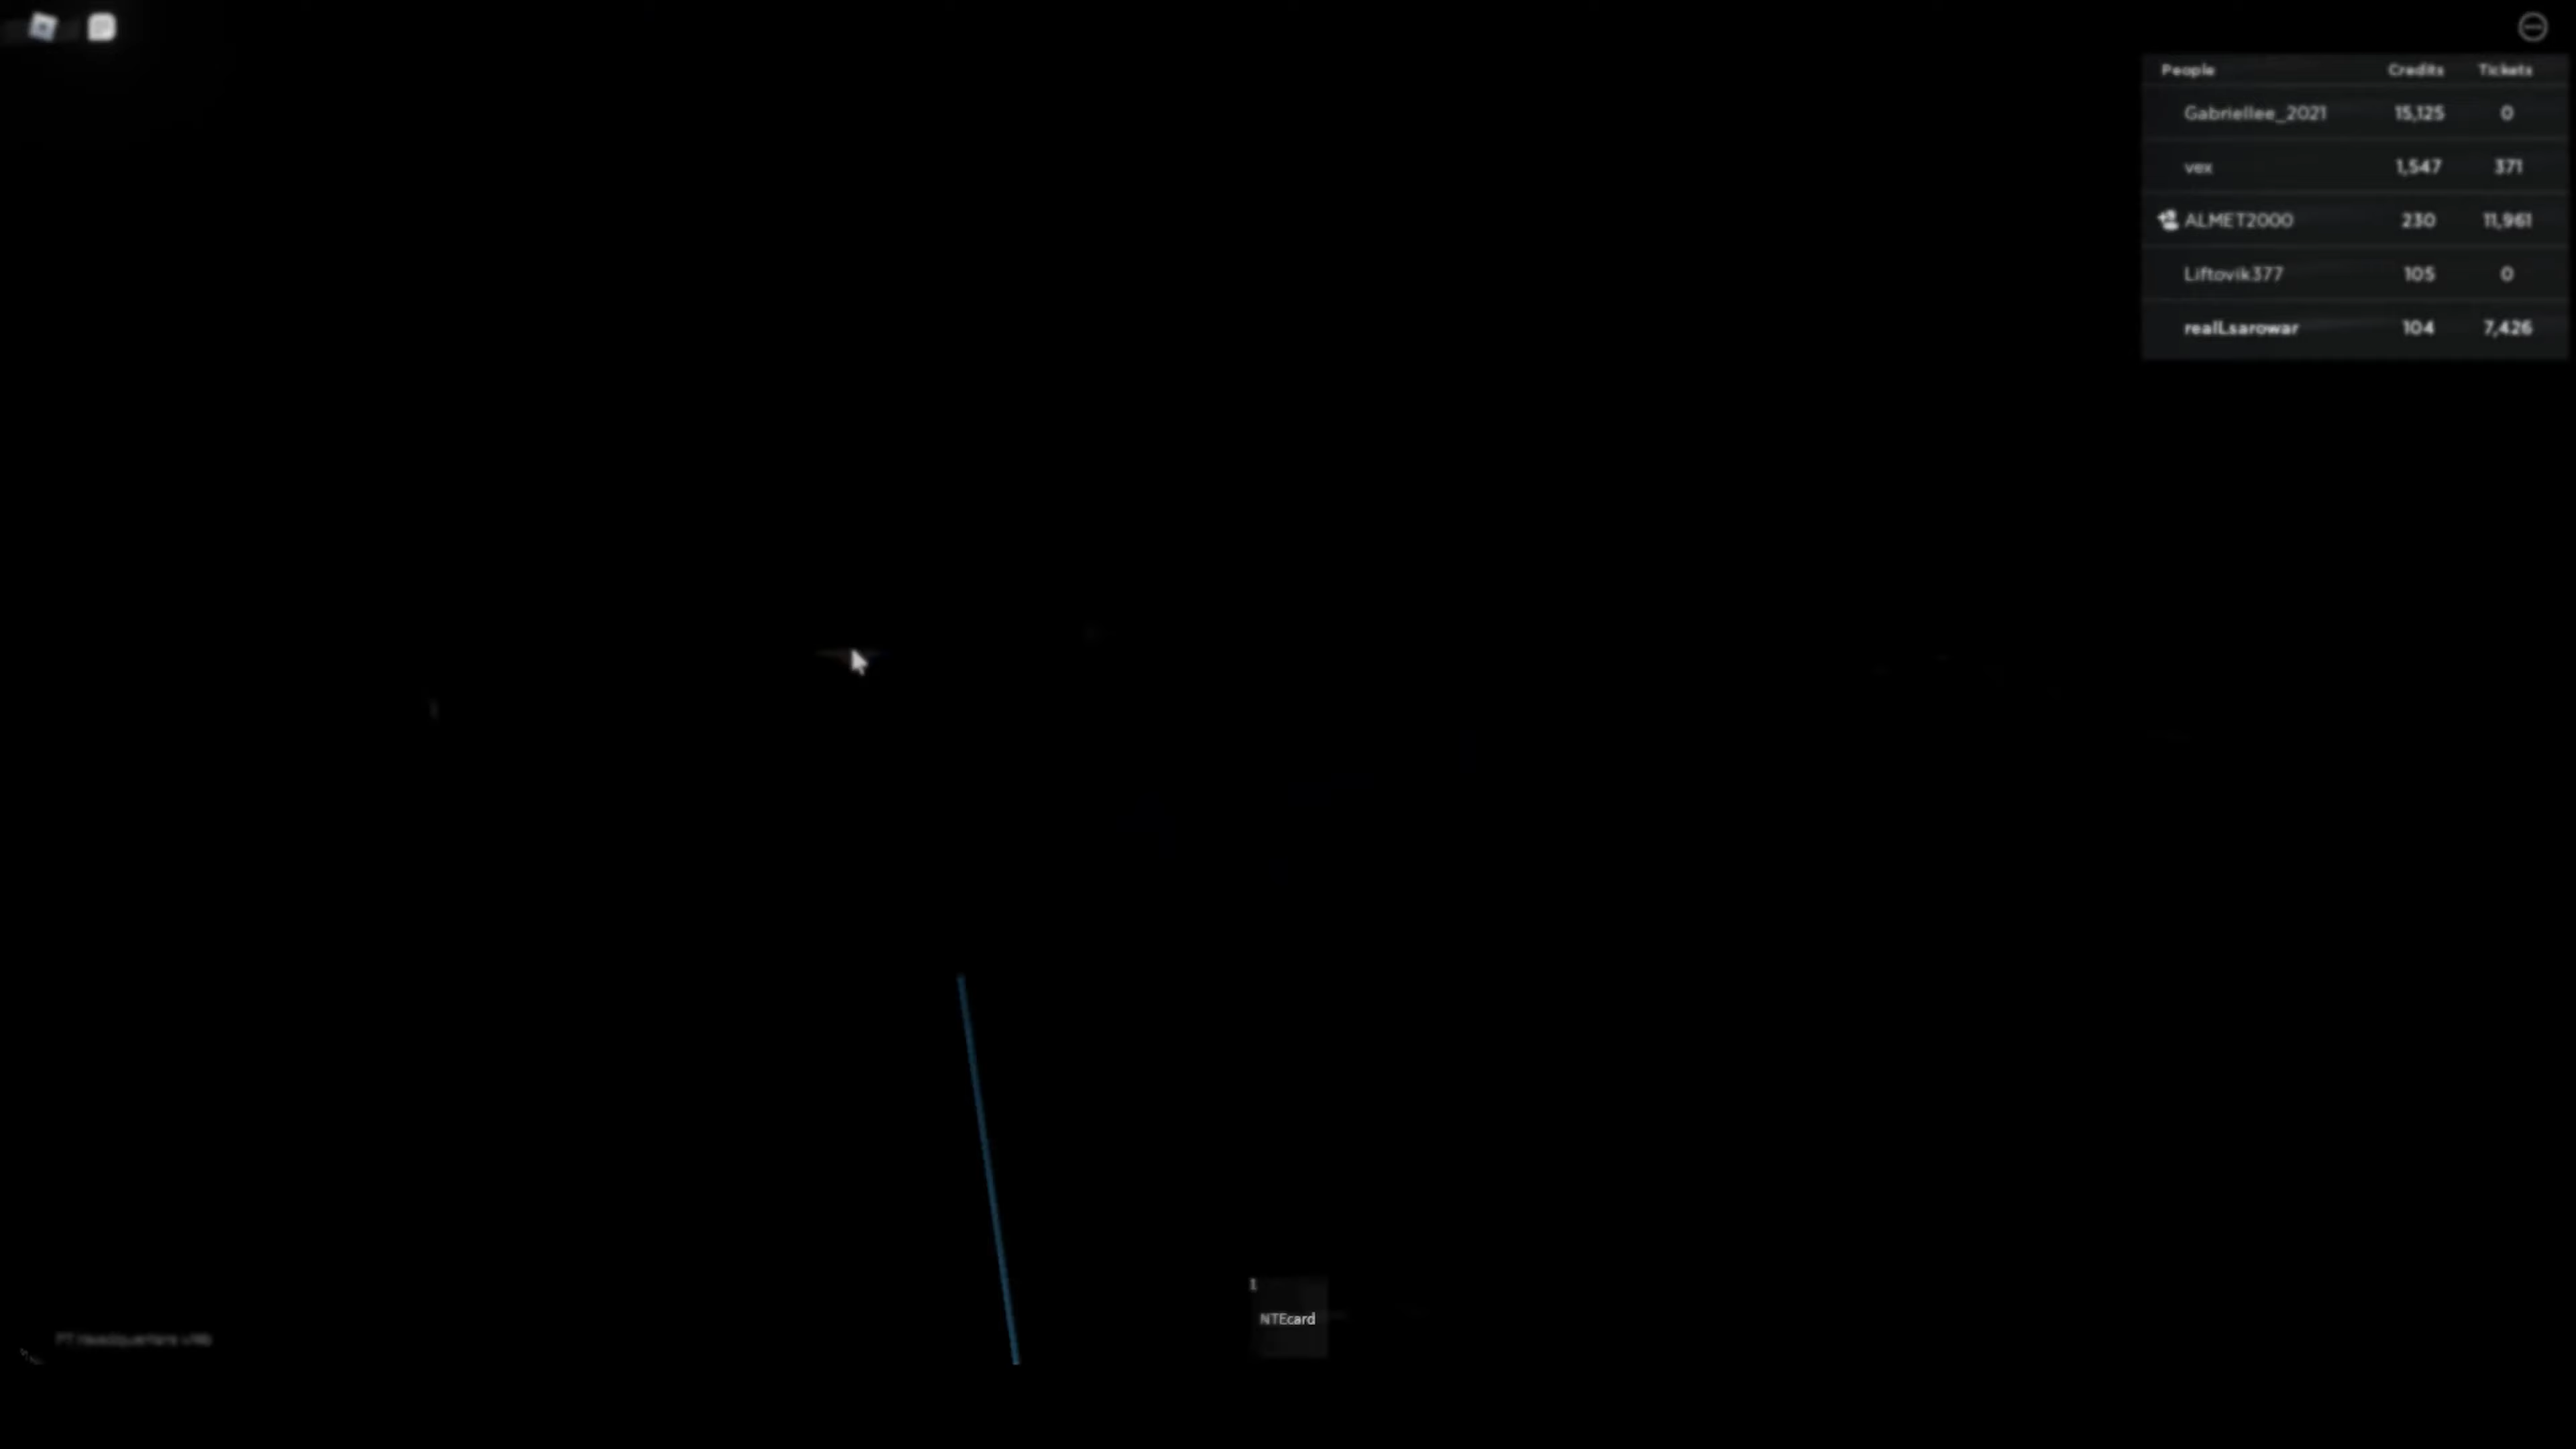 People Credits Tickets
Gabriellee_2021 15,125 0
vex 1,547 371
ALMET2000 230 11,961
Liftovik377 105 0
realLsarowar 104 7,426
1
NTEcard